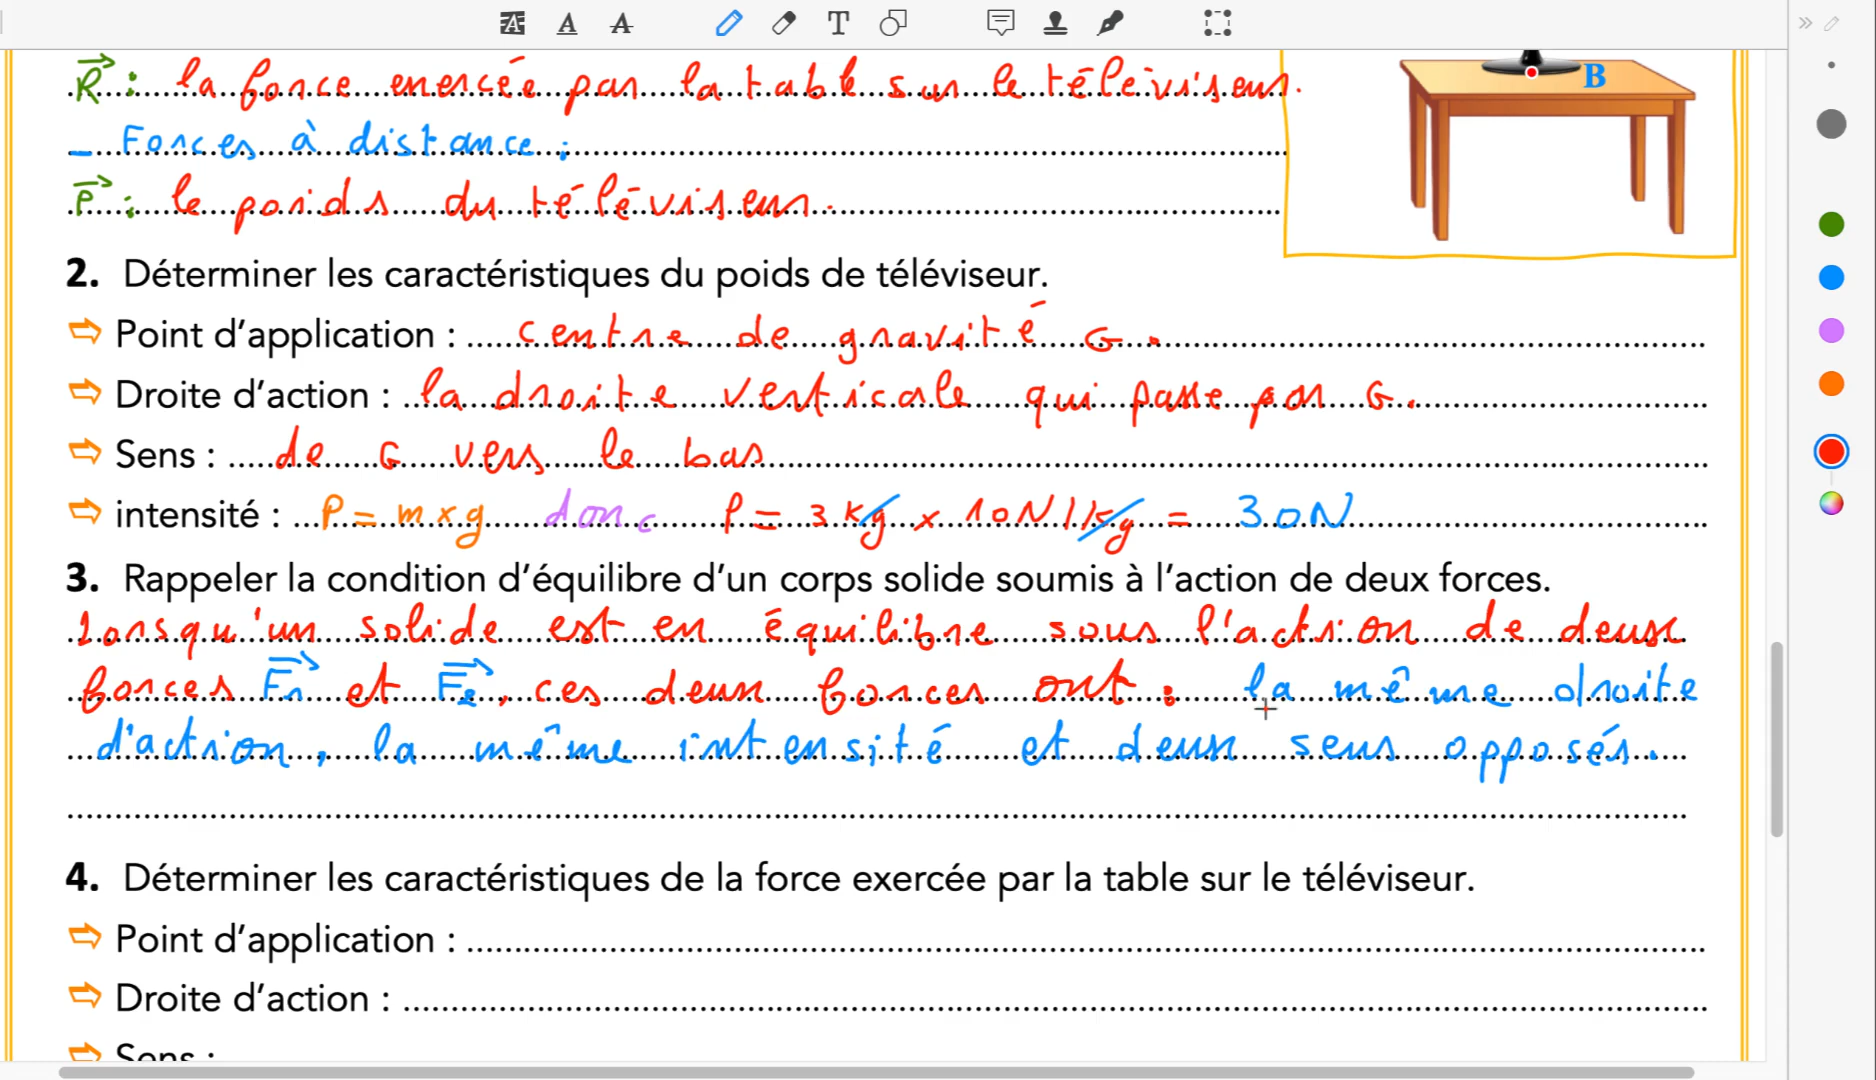 R : la force exercée par la table sur le téléviseur.
B
- Forces à distance :
P : le poids du téléviseur.
2. Déterminer les caractéristiques du poids de téléviseur.
⇨ Point d'application : centre de gravité G.
⇨ Droite d'action : la droite verticale qui passe par G.
⇨ Sens : de G vers le bas
⇨ intensité : P = m × g donc P = 3 Kg × 10N/Kg = 30N
3. Rappeler la condition d'équilibre d'un corps solide soumis à l'action de deux forces.
Lorsqu'un solide est en équilibre sous l'action de deux
forces F1 et F2, ces deux forces ont : la même droite
d'action, la même intensité et deux sens opposés.
4. Déterminer les caractéristiques de la force exercée par la table sur le téléviseur.
⇨ Point d'application :
⇨ Droite d'action :
⇨ Sens :